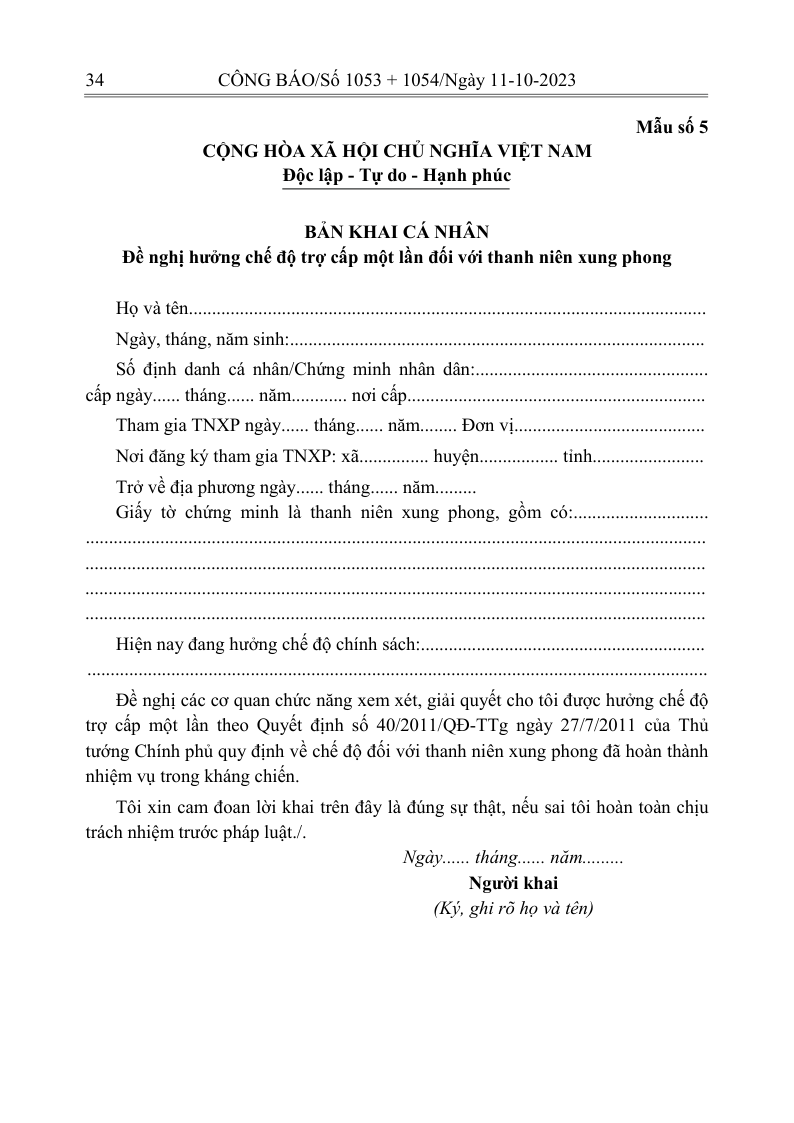 34 CÔNG BÁO/Số 1053 + 1054/Ngày 11-10-2023
Mẫu số 5
CỘNG HÒA XÃ HỘI CHỦ NGHĨA VIỆT NAM
Độc lập - Tự do - Hạnh phúc
BẢN KHAI CÁ NHÂN
Đề nghị hưởng chế độ trợ cấp một lần đối với thanh niên xung phong
Họ và tên................................................................................................................
Ngày, tháng, năm sinh:..........................................................................................
Số định danh cá nhân/Chứng minh nhân dân:..................................................
cấp ngày...... tháng...... năm............ nơi cấp................................................................
Tham gia TNXP ngày...... tháng...... năm........ Đơn vị.........................................
Nơi đăng ký tham gia TNXP: xã............... huyện................. tỉnh........................
Trở về địa phương ngày...... tháng...... năm.........
Giấy tờ chứng minh là thanh niên xung phong, gồm có:.............................
......................................................................................................................................
......................................................................................................................................
......................................................................................................................................
......................................................................................................................................
Hiện nay đang hưởng chế độ chính sách:.............................................................
......................................................................................................................................
Đề nghị các cơ quan chức năng xem xét, giải quyết cho tôi được hưởng chế độ
trợ cấp một lần theo Quyết định số 40/2011/QĐ-TTg ngày 27/7/2011 của Thủ
tướng Chính phủ quy định về chế độ đối với thanh niên xung phong đã hoàn thành
nhiệm vụ trong kháng chiến.
Tôi xin cam đoan lời khai trên đây là đúng sự thật, nếu sai tôi hoàn toàn chịu
trách nhiệm trước pháp luật./.
Ngày...... tháng...... năm.........
Người khai
(Ký, ghi rõ họ và tên)